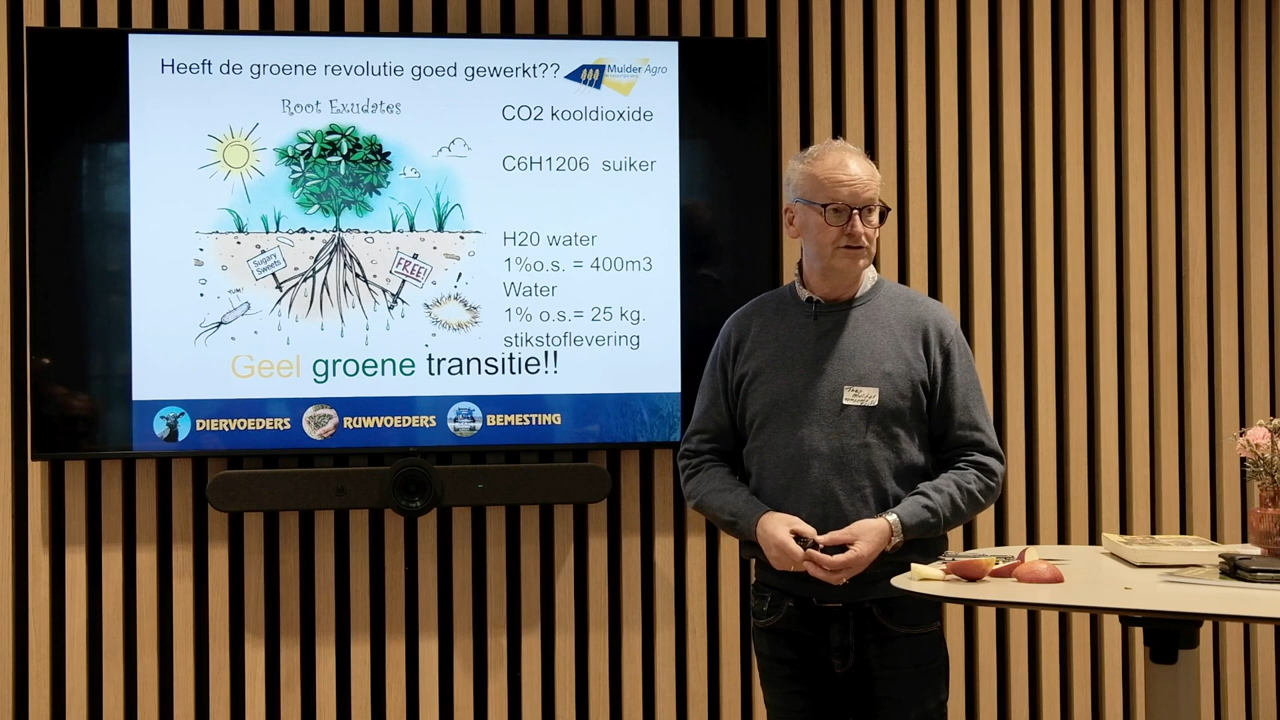 Heeft de groene revolutie goed gewerkt??
Mulder Agro
Root Exudates
CO2 kooldioxide
C6H1206 suiker
H20 water
1%o.s. = 400m3
Water
1% o.s.= 25 kg.
stikstoflevering
Sugary
Sweets
FREE!
YUM!
Geel groene transitie!!
DIERVOEDERS
RUWVOEDERS
BEMESTING